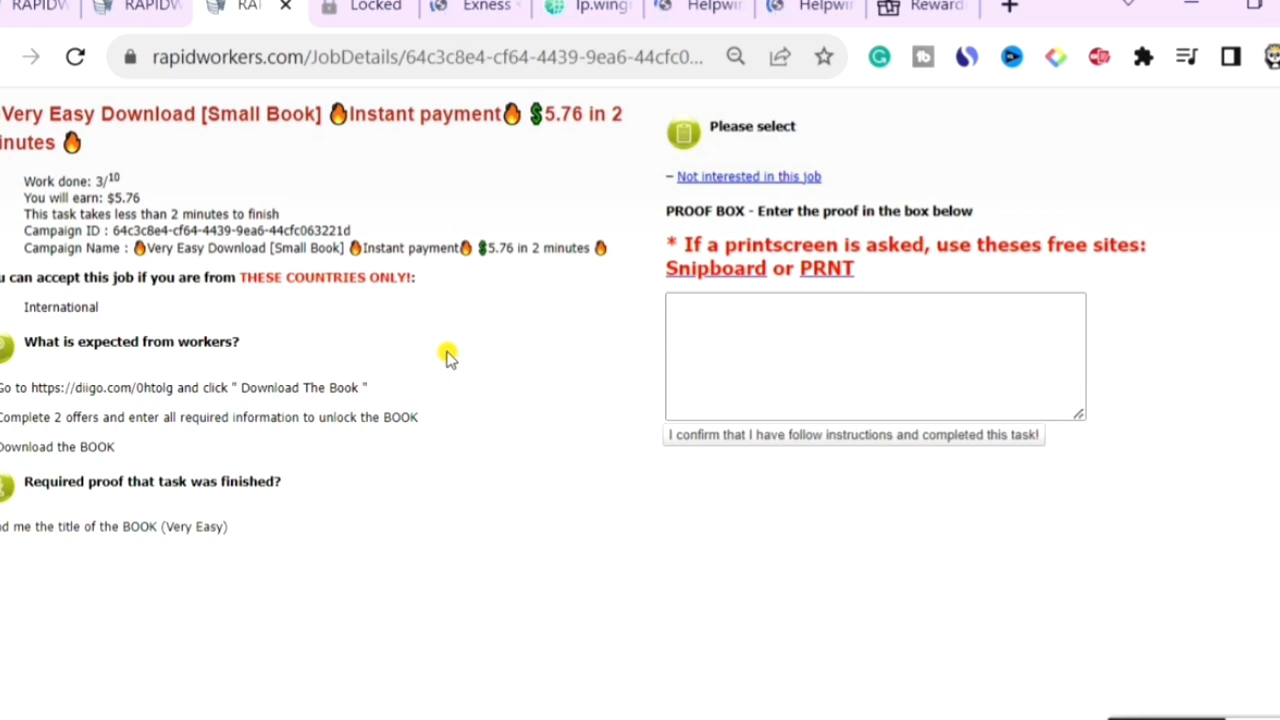 RAPIDW RAPIDW RAP Locked Exness lp.wing Helpwi Helpwi Reward
rapidworkers.com/JobDetails/64c3c8e4-cf64-4439-9ea6-44cfc0...
Very Easy Download [Small Book] 🔥Instant payment🔥 💲5.76 in 2
inutes 🔥
Work done: 3/10
You will earn: $5.76
This task takes less than 2 minutes to finish
Campaign ID : 64c3c8e4-cf64-4439-9ea6-44cfc063221d
Campaign Name : 🔥Very Easy Download [Small Book] 🔥Instant payment🔥 💲5.76 in 2 minutes 🔥
u can accept this job if you are from THESE COUNTRIES ONLY!:
International
What is expected from workers?
Go to https://diigo.com/0htolg and click " Download The Book "
Complete 2 offers and enter all required information to unlock the BOOK
Download the BOOK
Required proof that task was finished?
nd me the title of the BOOK (Very Easy)
Please select
– Not interested in this job
PROOF BOX - Enter the proof in the box below
* If a printscreen is asked, use theses free sites:
Snipboard or PRNT
I confirm that I have follow instructions and completed this task!